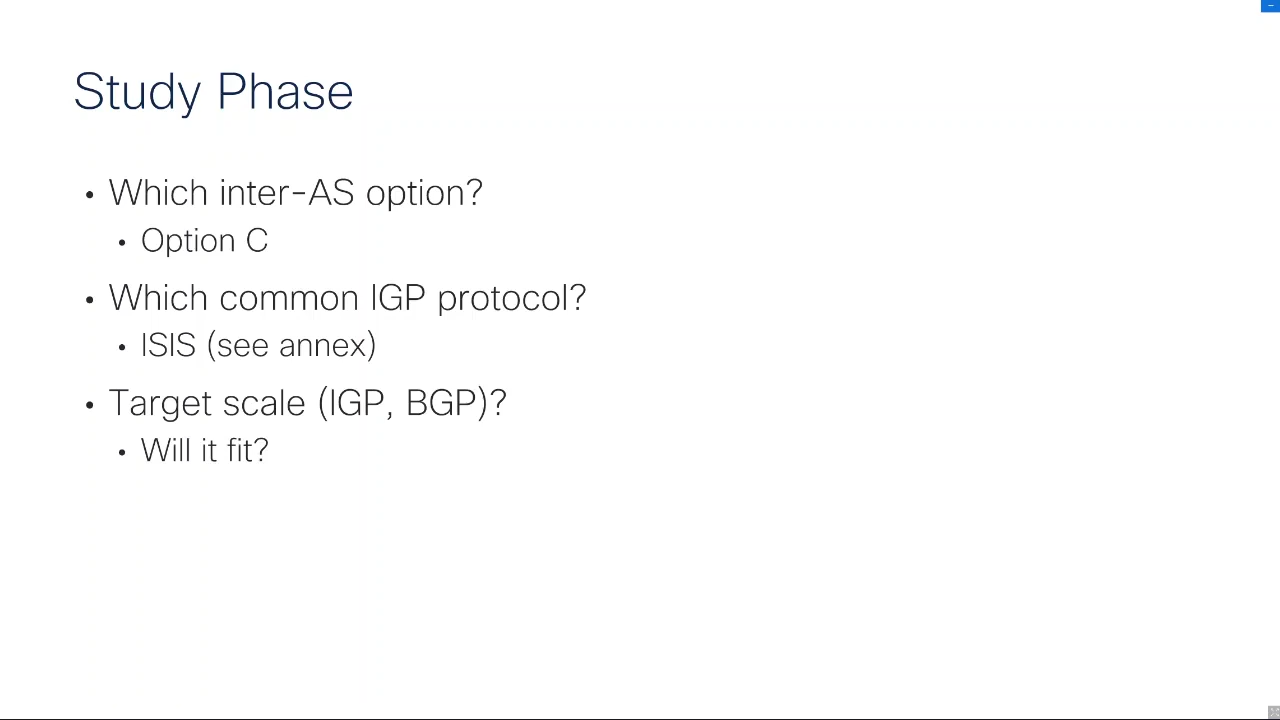 Study Phase
• Which inter-AS option?
• Option C
• Which common IGP protocol?
• ISIS (see annex)
• Target scale (IGP, BGP)?
• Will it fit?